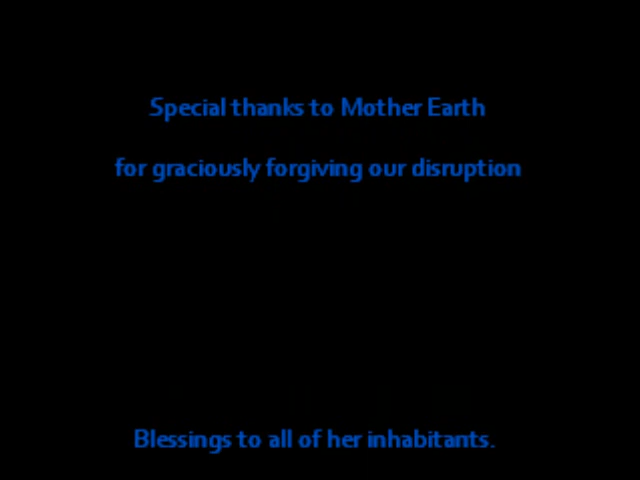 Special thanks to Mother Earth
for graciously forgiving our disruption
Blessings to all of her inhabitants.